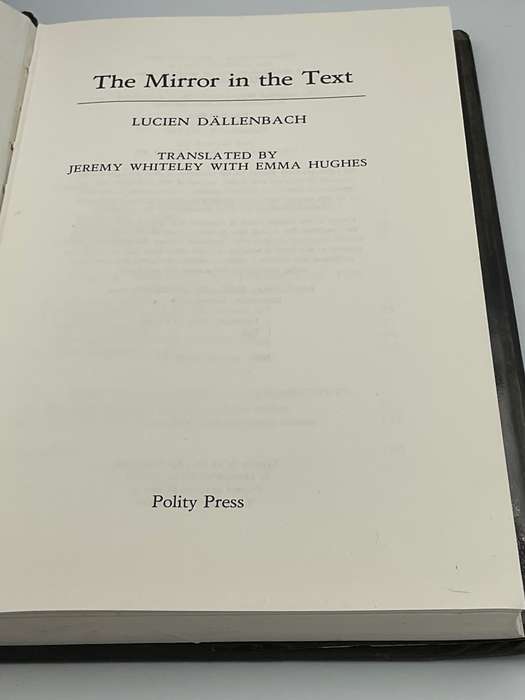 The Mirror in the Text
LUCIEN DÄLLENBACH
TRANSLATED BY
JEREMY WHITELEY WITH EMMA HUGHES
Polity Press